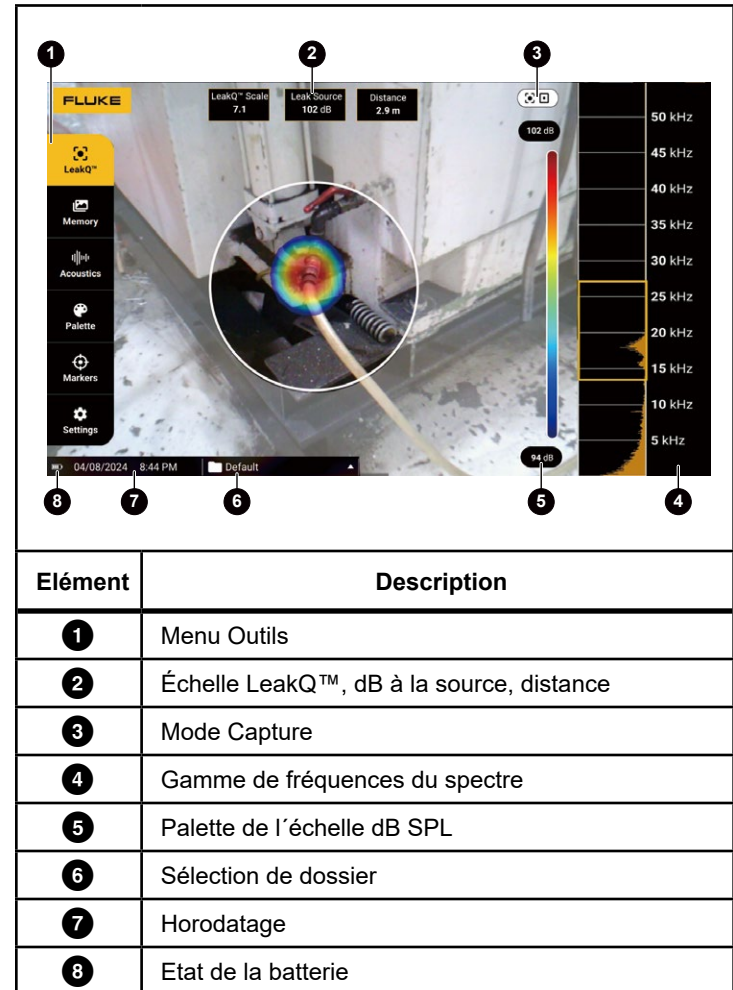 1 2 3
FLUKE
LeakQ™ Scale
7.1
Leak Source
102 dB
Distance
2.9 m
102 dB
LeakQ™
Memory
Acoustics
Palette
Markers
Settings
50 kHz
45 kHz
40 kHz
35 kHz
30 kHz
25 kHz
20 kHz
15 kHz
10 kHz
5 kHz
94 dB
04/08/2024 8:44 PM Default
8 7 6 5 4
Elément Description
1 Menu Outils
2 Échelle LeakQ™, dB à la source, distance
3 Mode Capture
4 Gamme de fréquences du spectre
5 Palette de l´échelle dB SPL
6 Sélection de dossier
7 Horodatage
8 Etat de la batterie